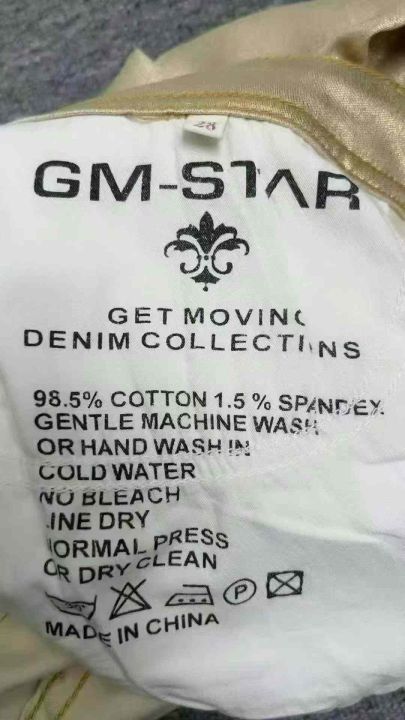 28
GM-STAR
GET MOVING
DENIM COLLECTIONS
98.5% COTTON 1.5 % SPANDEX
GENTLE MACHINE WASH
OR HAND WASH IN
COLD WATER
NO BLEACH
LINE DRY
NORMAL PRESS
OR DRY CLEAN
P
MADE IN CHINA